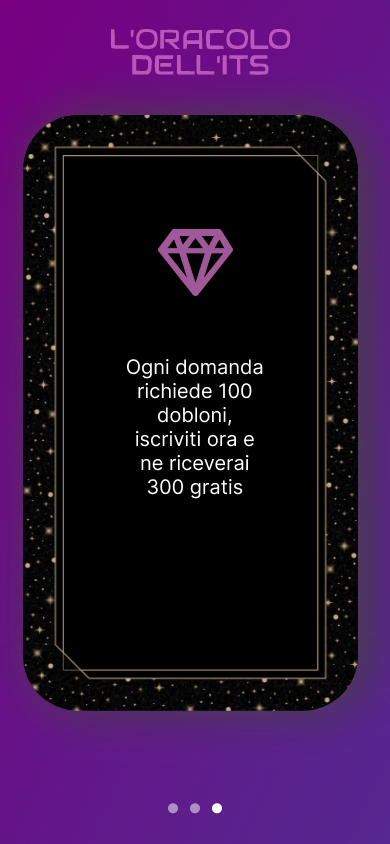 L'ORACOLO
DELL'ITS
Ogni domanda
richiede 100
dobloni,
iscriviti ora e
ne riceverai
300 gratis